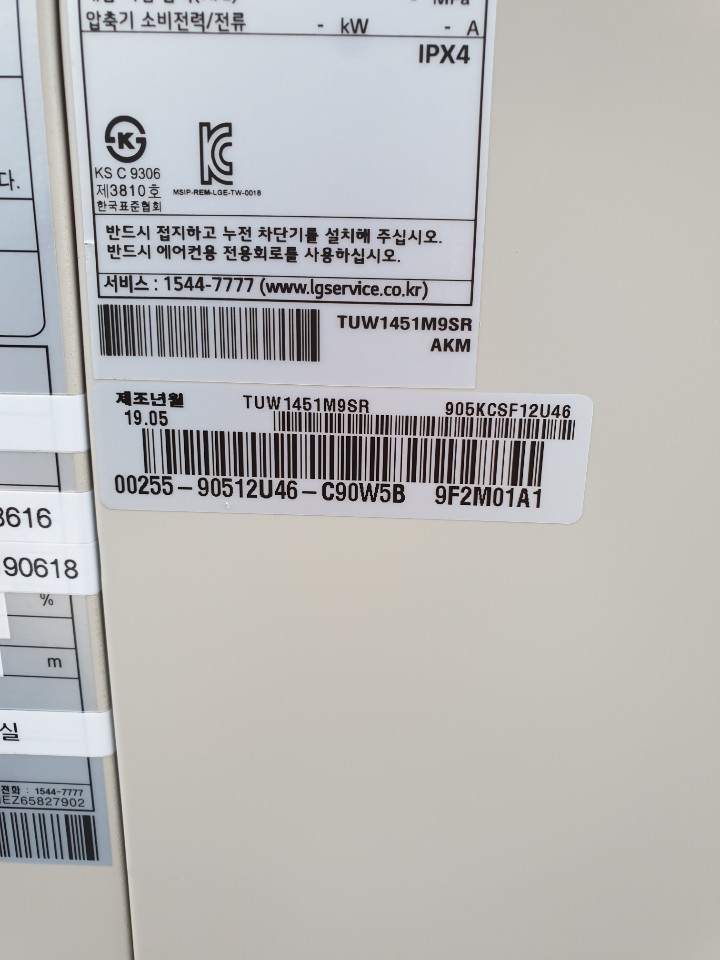 MPa
압축기 소비전력/전류 - kW - A
IPX4
KS C 9306
제3810호
한국표준협회
MSIP-REM-LGE-TW-0018
반드시 접지하고 누전 차단기를 설치해 주십시오.
반드시 에어컨용 전용회로를 사용하십시오.
서비스 : 1544-7777 (www.lgservice.co.kr)
TUW1451M9SR
AKM
제조년월
19.05
TUW1451M9SR
905KCSF12U46
00255-90512U46-C90W5B 9F2M01A1
다.
3616
90618
%
m
실
전화 : 1544-7777
EZ65827902